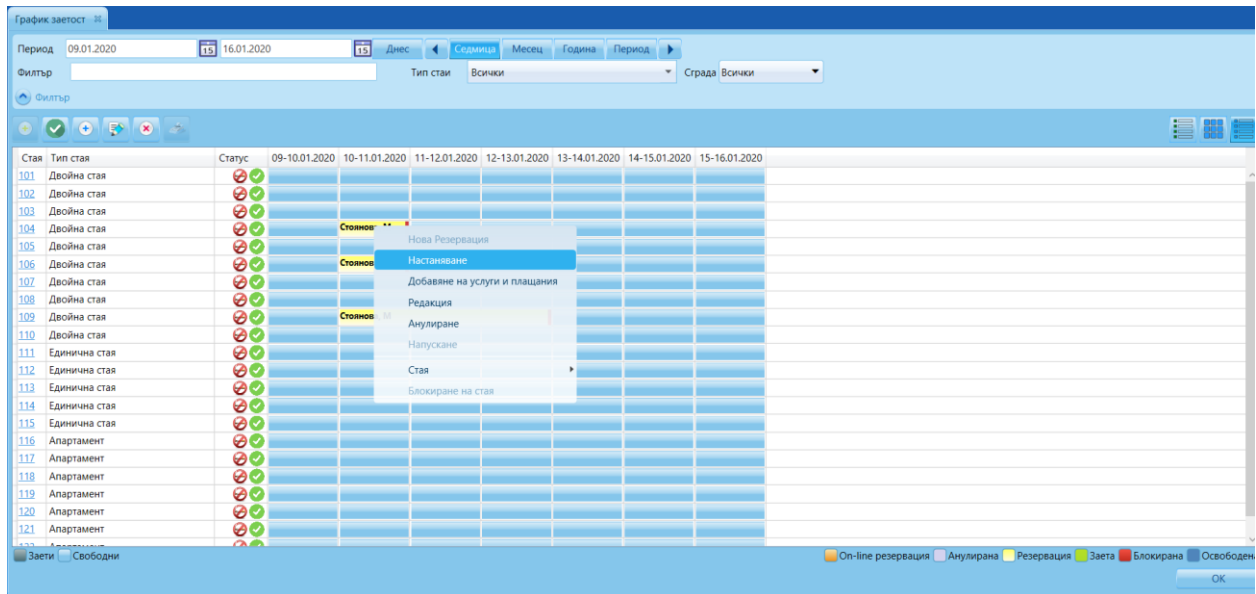 График заетост
Период 09.01.2020 15 16.01.2020 15 Днес Седмица Месец Година Период
Филтър Тип стаи Всички Сграда Всички
Филтър
Стая Тип стая Статус 09-10.01.2020 10-11.01.2020 11-12.01.2020 12-13.01.2020 13-14.01.2020 14-15.01.2020 15-16.01.2020
101 Двойна стая
102 Двойна стая
103 Двойна стая
104 Двойна стая
Нова Резервация
105 Двойна стая
106 Двойна стая Стоянов Настаняване
107 Двойна стая Добавяне на услуги и плащания
108 Двойна стая Редакция
109 Двойна стая Стоянов, М
Анулиране
110 Двойна стая Напускане
111 Единична стая
112 Единична стая Стая
113 Единична стая Блокиране на стая
114 Единична стая
115 Единична стая
116 Апартамент
117 Апартамент
118 Апартамент
119 Апартамент
120 Апартамент
121 Апартамент
Заети Свободни On-line резервация Анулирана Резервация Заета Блокирана Освободена
OK